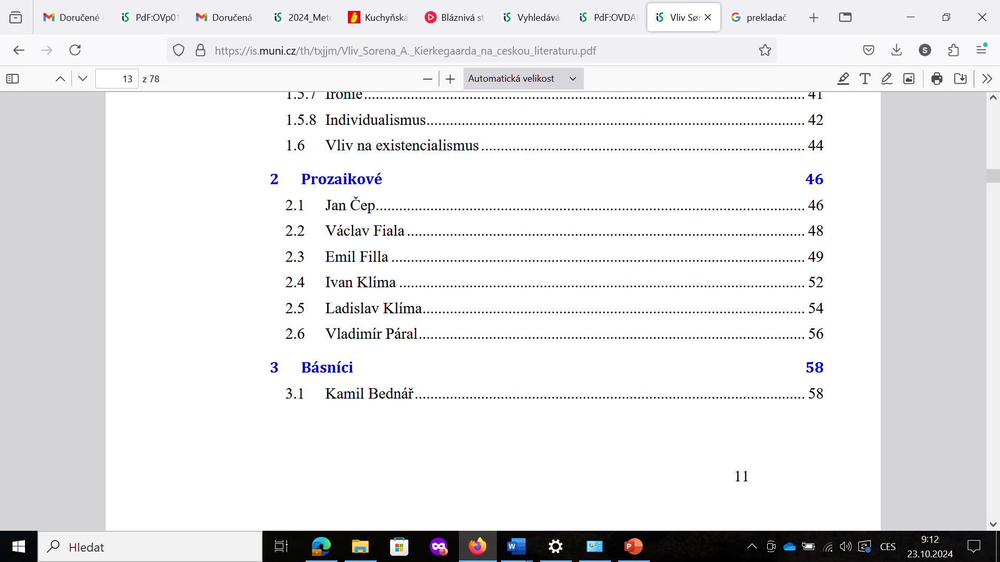 Doručené
PdF:OVp01
Doručená p
2024_Meto
Kuchyňská
Bláznivá st
Vyhledává
PdF:OVDAI
Vliv Sør
prekladač
https://is.muni.cz/th/txjjm/Vliv_Sorena_A._Kierkegaarda_na_ceskou_literaturu.pdf
S
13 z 78
Automatická velikost
1.5.7 Ironie 41
1.5.8 Individualismus 42
1.6 Vliv na existencialismus 44
2 Prozaikové 46
2.1 Jan Čep 46
2.2 Václav Fiala 48
2.3 Emil Filla 49
2.4 Ivan Klíma 52
2.5 Ladislav Klíma 54
2.6 Vladimír Páral 56
3 Básníci 58
3.1 Kamil Bednář 58
11
Hledat
CES
9:12
23.10.2024